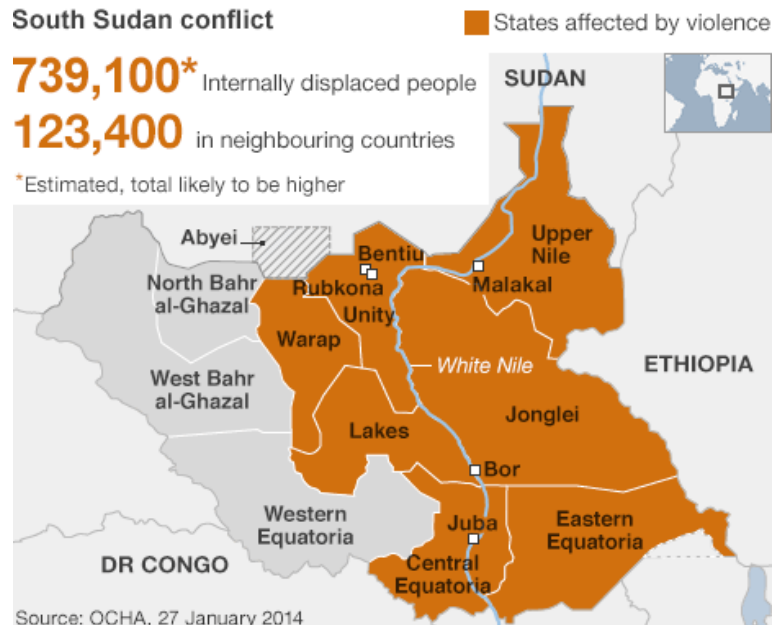 South Sudan conflict
States affected by violence
739,100* Internally displaced people
123,400 in neighbouring countries
*Estimated, total likely to be higher
SUDAN
Abyei
Bentiu
Upper
Nile
North Bahr
al-Ghazal
Rubkona
Malakal
Unity
Warap
White Nile
ETHIOPIA
West Bahr
al-Ghazal
Jonglei
Lakes
Bor
Western
Equatoria
Juba
Eastern
Equatoria
DR CONGO
Central
Equatoria
Source: OCHA, 27 January 2014